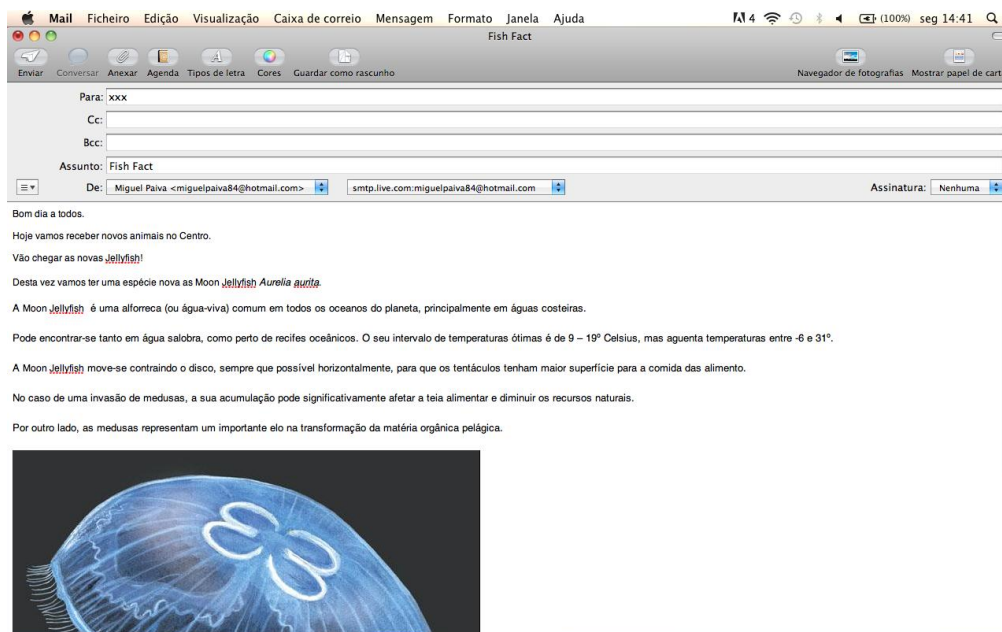 Mail Ficheiro Edição Visualização Caixa de correio Mensagem Formato Janela Ajuda 4 (100%) seg 14:41
Fish Fact
Enviar Conversar Anexar Agenda Tipos de letra Cores Guardar como rascunho Navegador de fotografias Mostrar papel de cart
Para: xxx
Cc:
Bcc:
Assunto: Fish Fact
De: Miguel Paiva <miguelpaiva84@hotmail.com> smtp.live.com:miguelpaiva84@hotmail.com Assinatura: Nenhuma
Bom dia a todos.
Hoje vamos receber novos animais no Centro.
Vão chegar as novas Jellyfish!
Desta vez vamos ter uma espécie nova as Moon Jellyfish Aurelia aurita.
A Moon Jellyfish é uma alforreca (ou água-viva) comum em todos os oceanos do planeta, principalmente em águas costeiras.
Pode encontrar-se tanto em água salobra, como perto de recifes oceânicos. O seu intervalo de temperaturas ótimas é de 9 – 19º Celsius, mas aguenta temperaturas entre -6 e 31º.
A Moon Jellyfish move-se contraindo o disco, sempre que possível horizontalmente, para que os tentáculos tenham maior superfície para a comida das alimento.
No caso de uma invasão de medusas, a sua acumulação pode significativamente afetar a teia alimentar e diminuir os recursos naturais.
Por outro lado, as medusas representam um importante elo na transformação da matéria orgânica pelágica.